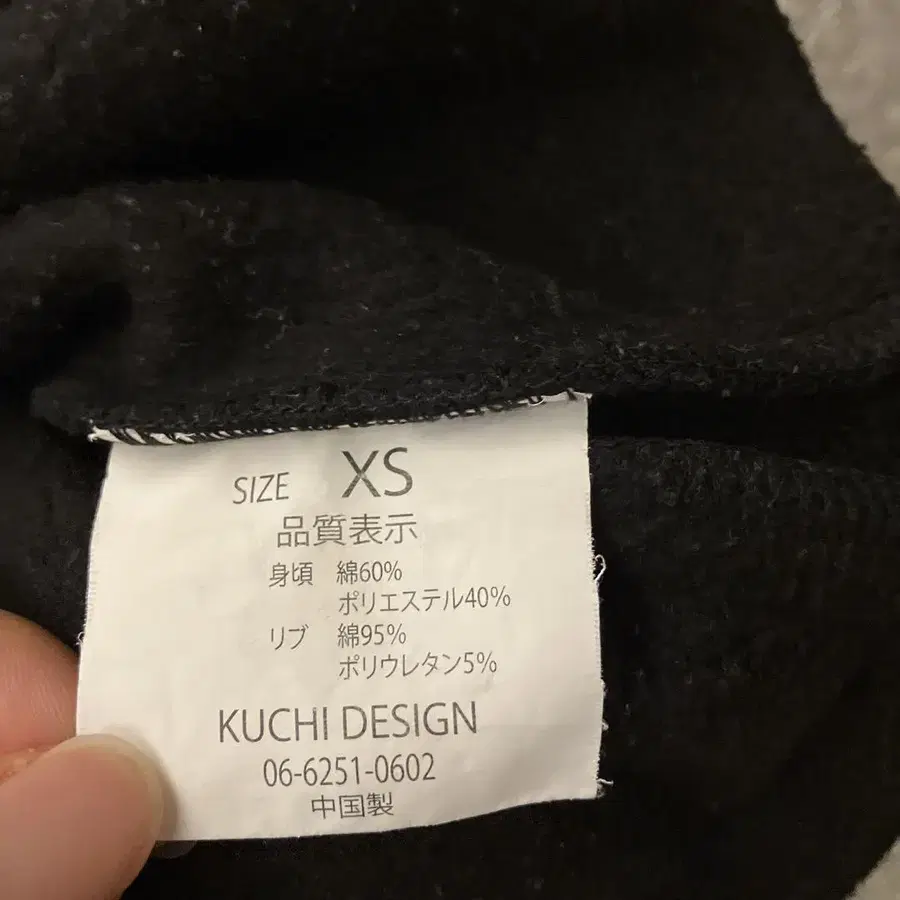 SIZE XS
品質表示
身頃 綿60%
ポリエステル40%
リブ 綿95%
ポリウレタン5%
KUCHI DESIGN
06-6251-0602
中国製